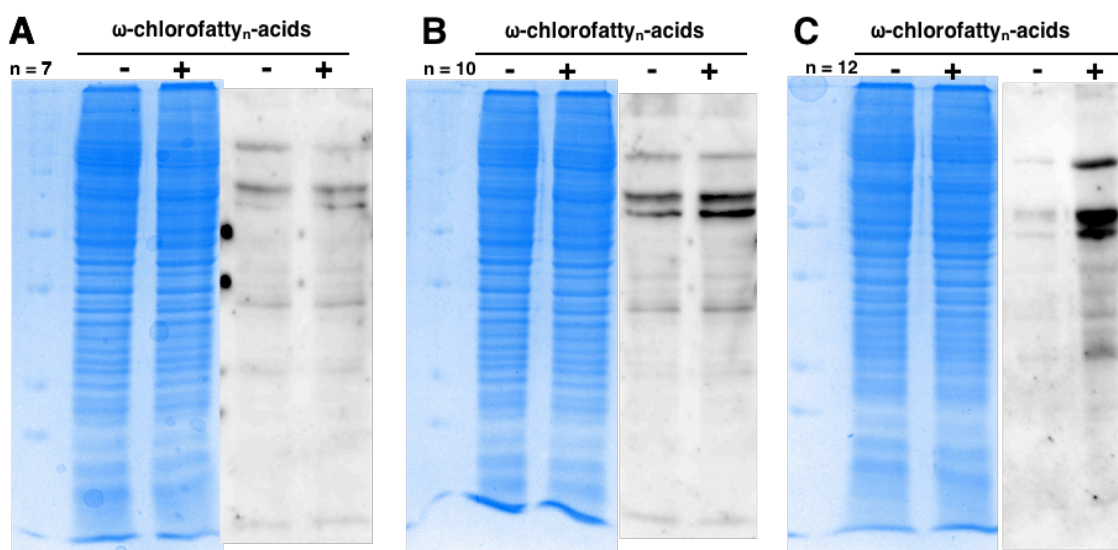 A
ω-chlorofattyₙ-acids
n = 7 - + - +
B
ω-chlorofattyₙ-acids
n = 10 - + - +
C
ω-chlorofattyₙ-acids
n = 12 - + - +